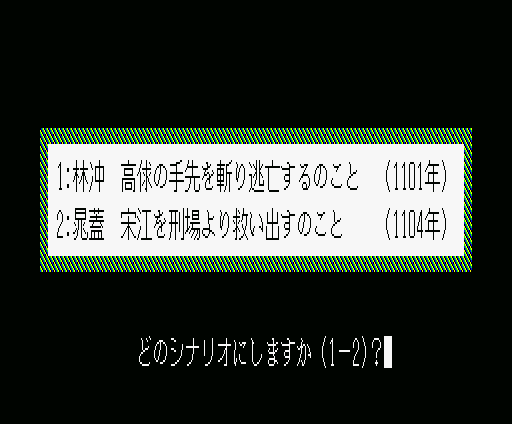 1:林冲 高俅の手先を斬り逃亡するのこと (1101年)
2:晁蓋 宋江を刑場より救い出すのこと (1104年)
どのシナリオにしますか (1-2)?